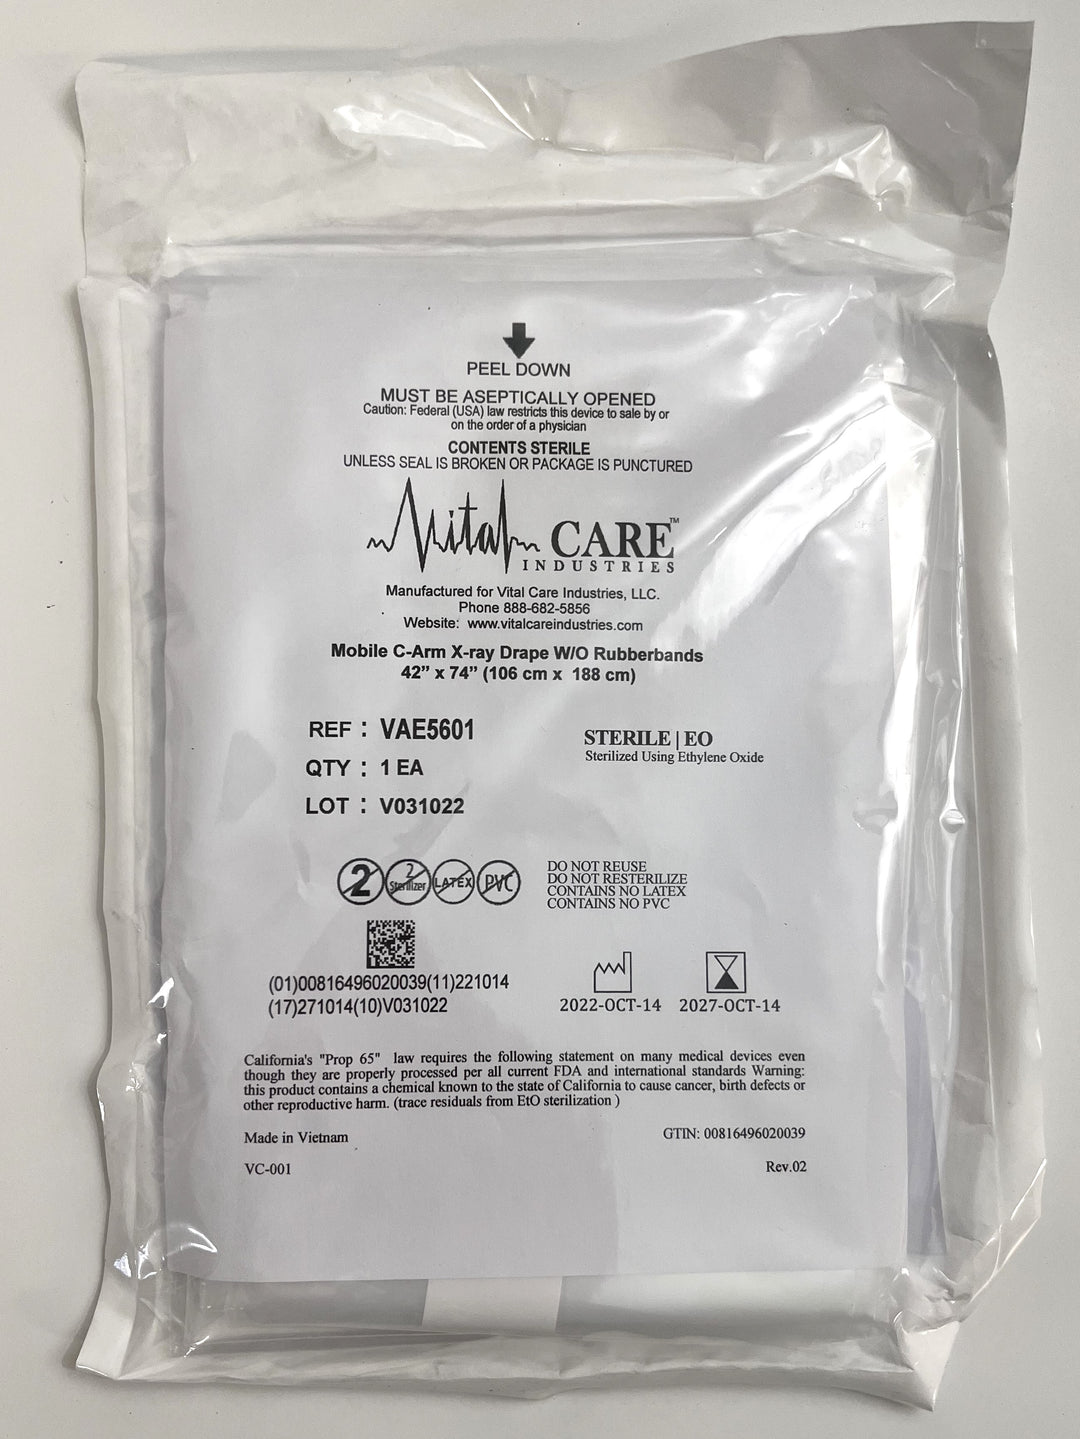 PEEL DOWN
MUST BE ASEPTICALLY OPENED
Caution: Federal (USA) law restricts this device to sale by or
on the order of a physician
CONTENTS STERILE
UNLESS SEAL IS BROKEN OR PACKAGE IS PUNCTURED
Vital CARE™
INDUSTRIES
Manufactured for Vital Care Industries, LLC.
Phone 888-682-5856
Website: www.vitalcareindustries.com
Mobile C-Arm X-ray Drape W/O Rubberbands
42” x 74” (106 cm x 188 cm)
REF : VAE5601
QTY : 1 EA
LOT : V031022
STERILE | EO
Sterilized Using Ethylene Oxide
2 2 Sterilizer LATEX PVC
DO NOT REUSE
DO NOT RESTERILIZE
CONTAINS NO LATEX
CONTAINS NO PVC
(01)00816496020039(11)221014
(17)271014(10)V031022
2022-OCT-14 2027-OCT-14
California's "Prop 65" law requires the following statement on many medical devices even
though they are properly processed per all current FDA and international standards Warning:
this product contains a chemical known to the state of California to cause cancer, birth defects or
other reproductive harm. (trace residuals from EtO sterilization )
Made in Vietnam GTIN: 00816496020039
VC-001 Rev.02